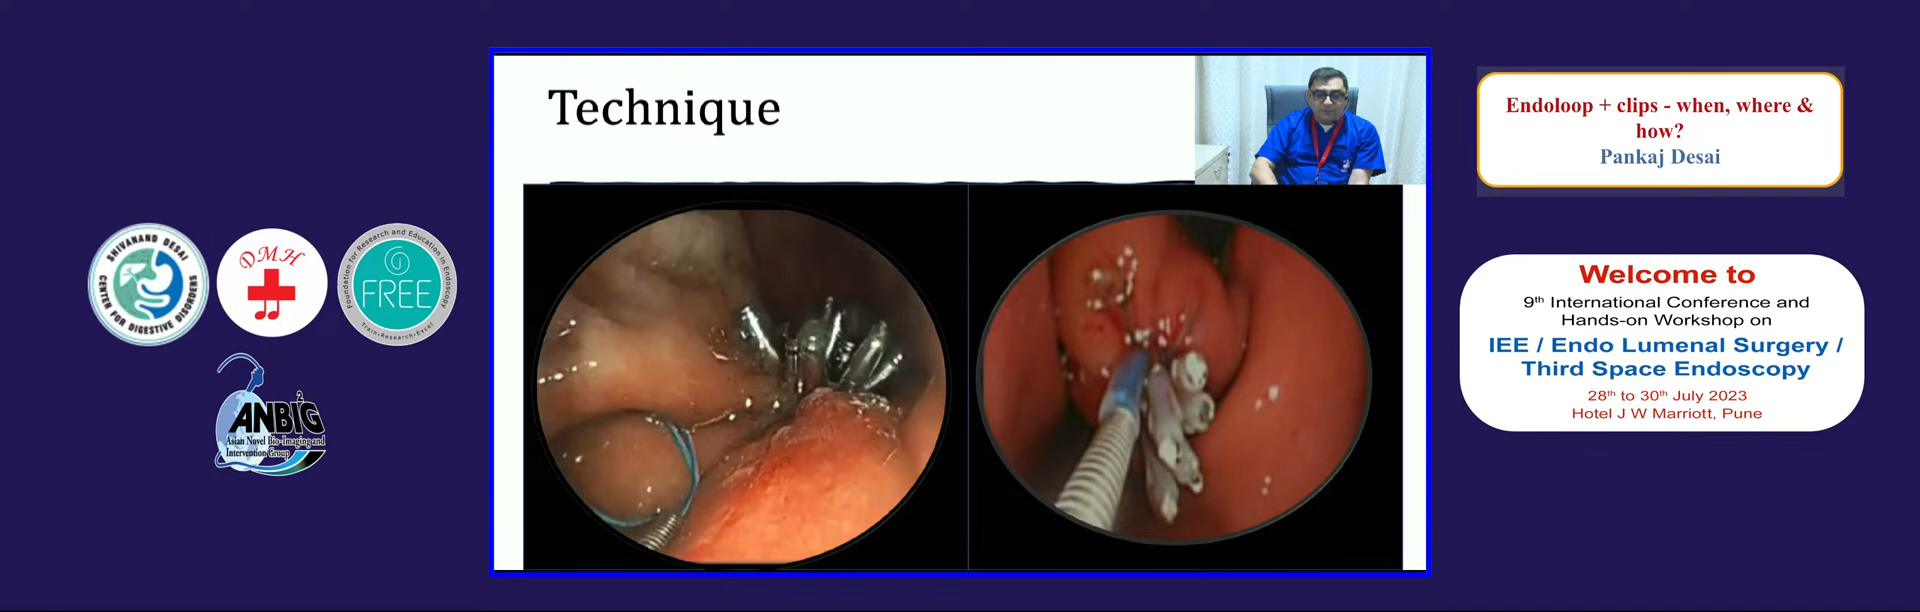 Technique
Endoloop + clips - when, where &
how?
Pankaj Desai
SHIVANAND DESAI
CENTER FOR DIGESTIVE DISORDERS
DMH
Foundation for Research and Education in Endoscopy
FREE
Train•Research•Excel
ANBIG
2
Asian Novel Bio-Imaging and
Intervention Group
Welcome to
9th International Conference and
Hands-on Workshop on
IEE / Endo Lumenal Surgery /
Third Space Endoscopy
28th to 30th July 2023
Hotel J W Marriott, Pune